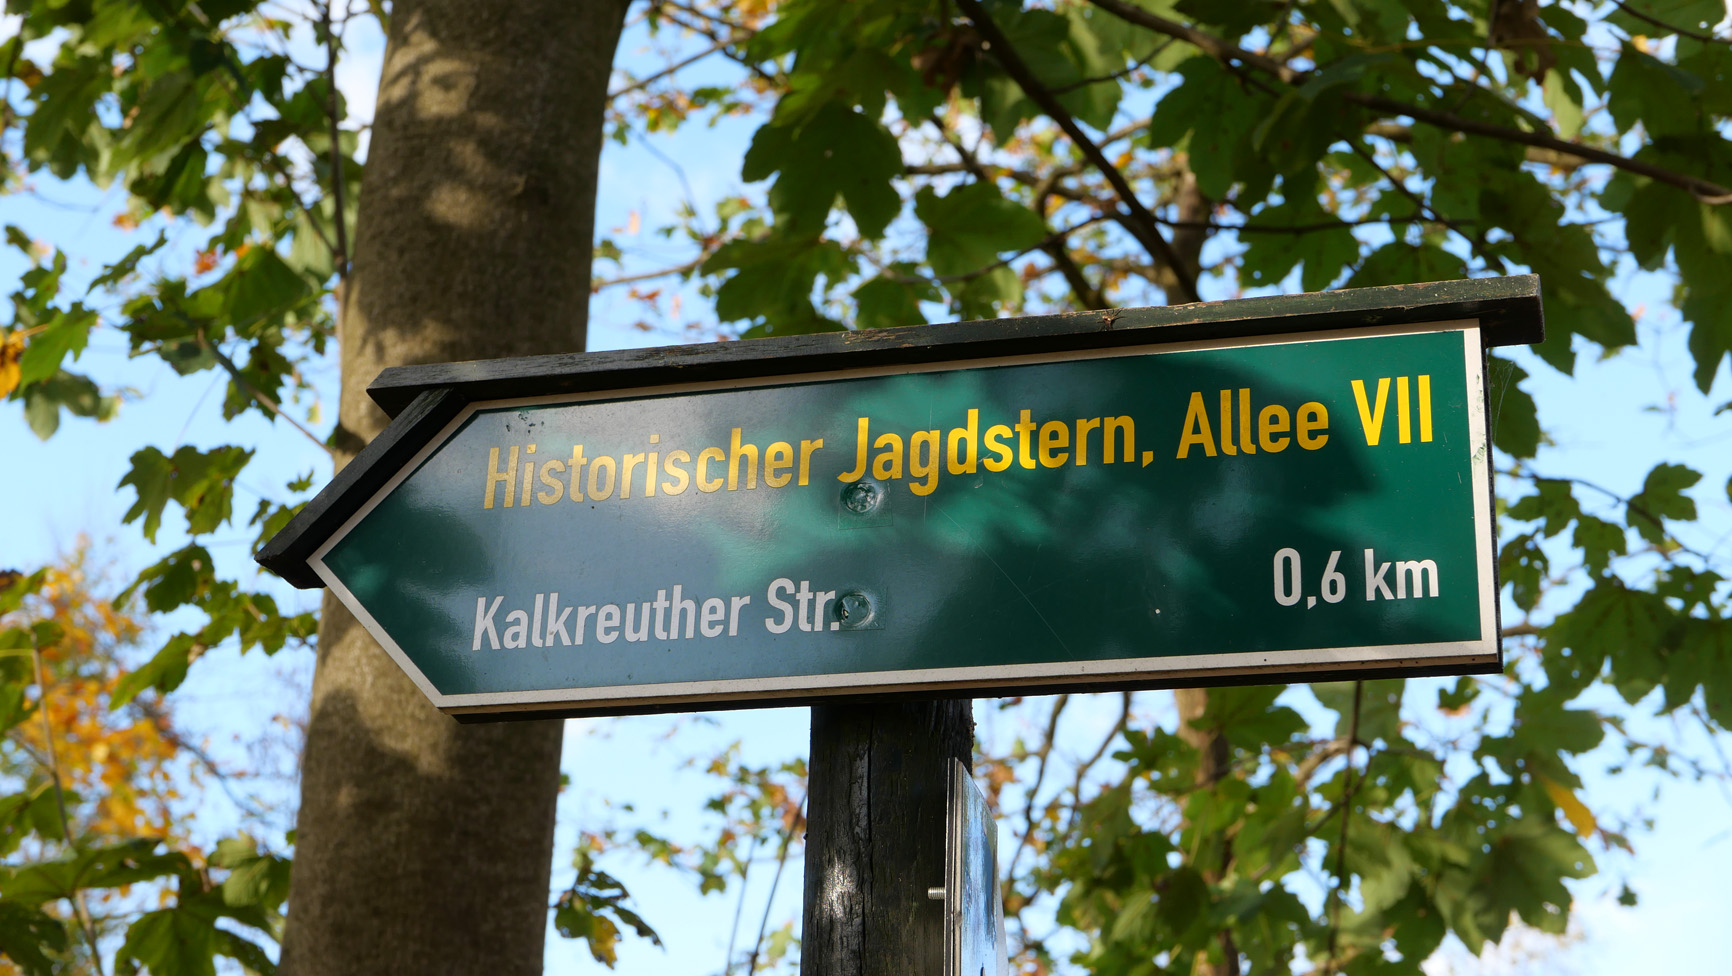 Historischer Jagdstern, Allee VII
Kalkreuther Str.
0,6 km